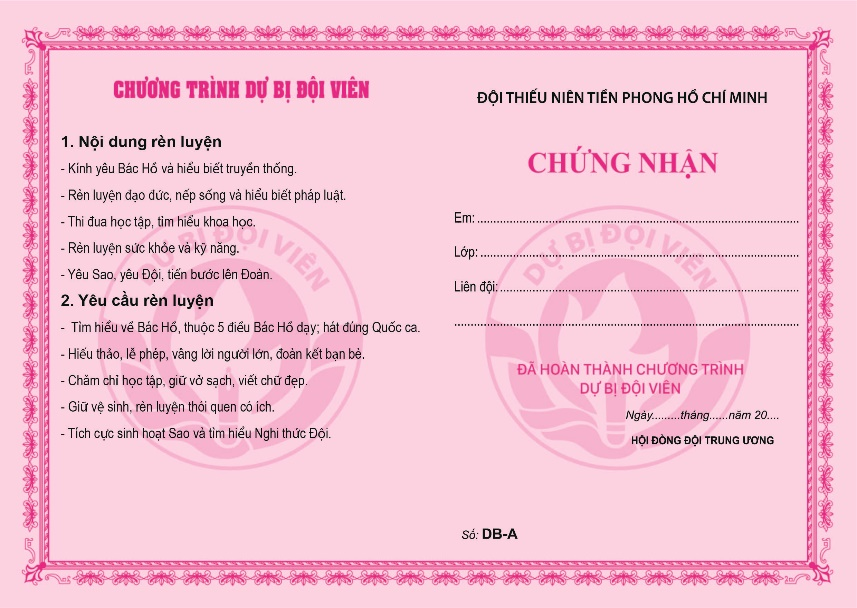 CHƯƠNG TRÌNH DỰ BỊ ĐỘI VIÊN
1. Nội dung rèn luyện
- Kính yêu Bác Hồ và hiểu biết truyền thống.
- Rèn luyện đạo đức, nếp sống và hiểu biết pháp luật.
- Thi đua học tập, tìm hiểu khoa học.
- Rèn luyện sức khỏe và kỹ năng.
- Yêu Sao, yêu Đội, tiến bước lên Đoàn.
2. Yêu cầu rèn luyện
- Tìm hiểu về Bác Hồ, thuộc 5 điều Bác Hồ dạy; hát đúng Quốc ca.
- Hiếu thảo, lễ phép, vâng lời người lớn, đoàn kết bạn bè.
- Chăm chỉ học tập, giữ vở sạch, viết chữ đẹp.
- Giữ vệ sinh, rèn luyện thói quen có ích.
- Tích cực sinh hoạt Sao và tìm hiểu Nghi thức Đội.
DỰ BỊ ĐỘI VIÊN
ĐỘI THIẾU NIÊN TIỀN PHONG HỒ CHÍ MINH
CHỨNG NHẬN
Em:
Lớp:
Liên đội:
DỰ BỊ ĐỘI VIÊN
ĐÃ HOÀN THÀNH CHƯƠNG TRÌNH
DỰ BỊ ĐỘI VIÊN
Ngày.........tháng......năm 20....
HỘI ĐỒNG ĐỘI TRUNG ƯƠNG
Số: DB-A